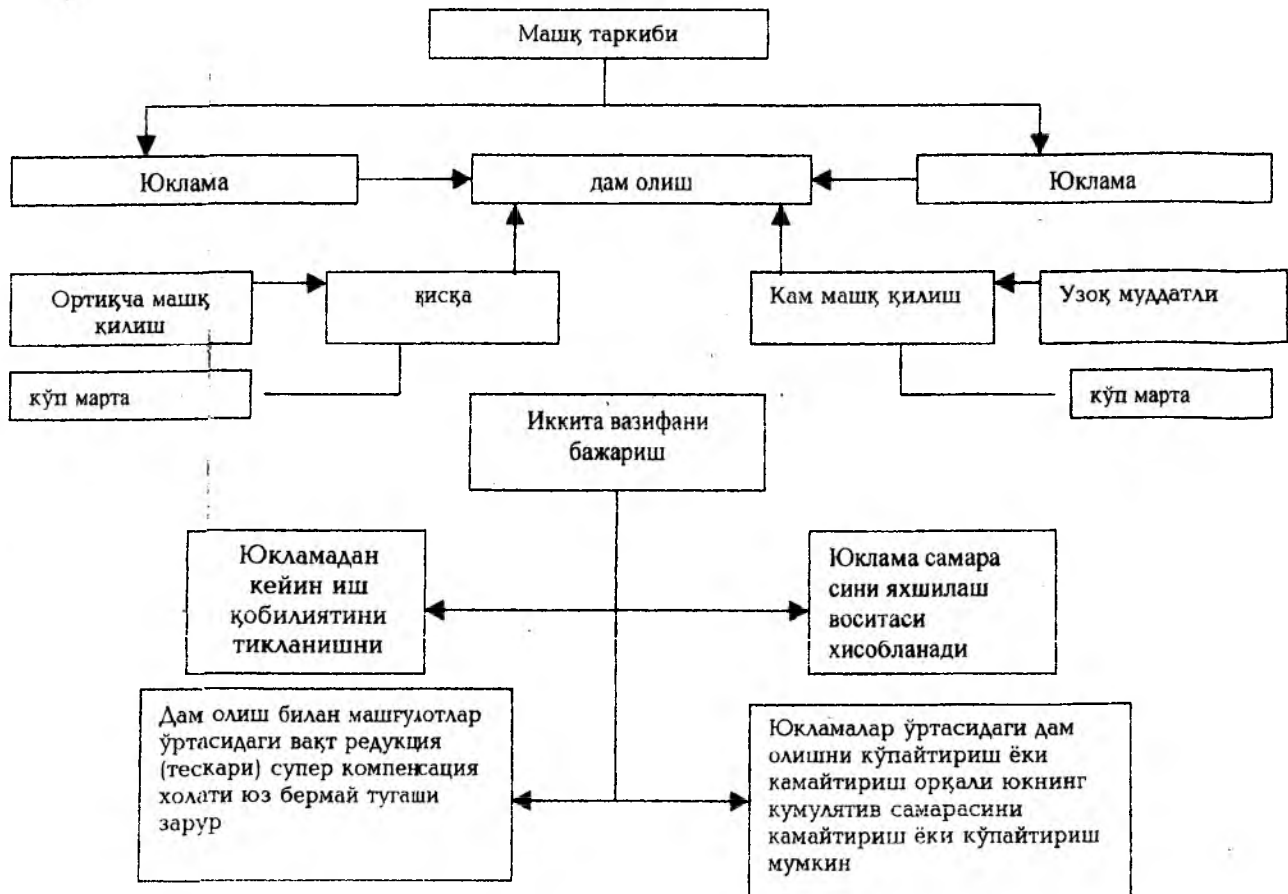 Машқ таркиби
Юклама
дам олиш
Юклама
Ортиқча машқ
қилиш
қисқа
Кам машқ қилиш
Узоқ муддатли
кўп марта
кўп марта
Иккита вазифани
бажариш
Юкламадан
кейин иш
қобилиятини
тикланишни
Юклама самара
сини яхшилаш
воситаси
хисобланади
Дам олиш билан машғулотлар
ўртасидаги вақт редукция
(тескари) супер компенсация
холати юз бермай тугаши
зарур
Юкламалар ўртасидаги дам
олишни кўпайтириш ёки
камайтириш орқали юкнинг
кумулятив самарасини
камайтириш ёки кўпайтириш
мумкин